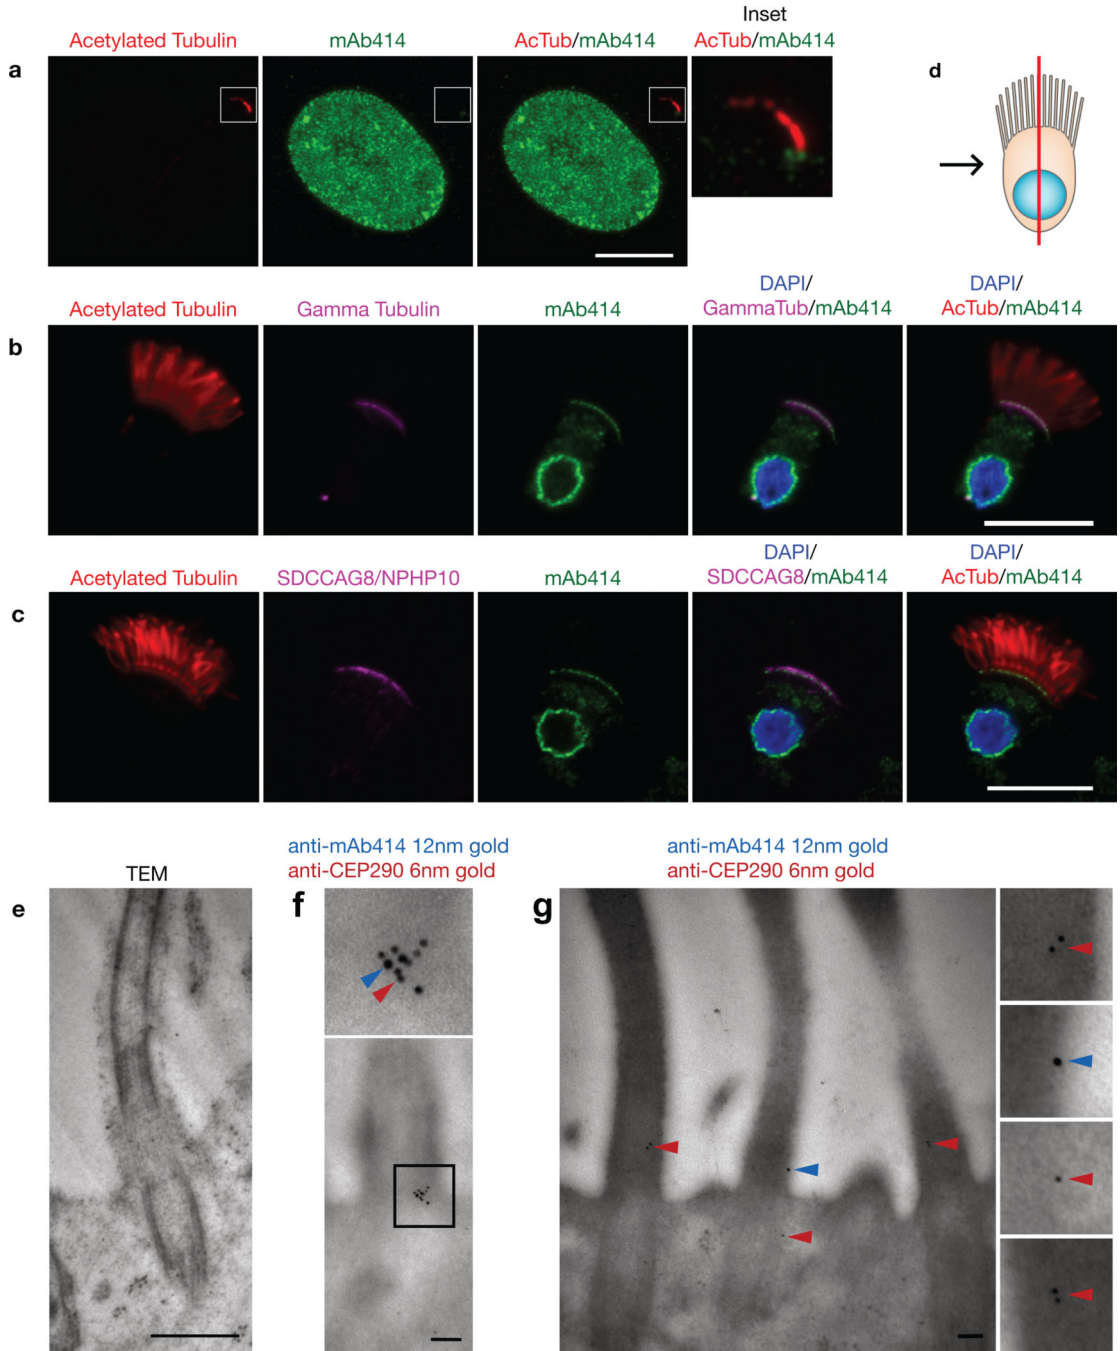 Inset
Acetylated Tubulin mAb414 AcTub/mAb414 AcTub/mAb414
a
d
DAPI/ DAPI/
Acetylated Tubulin Gamma Tubulin mAb414 GammaTub/mAb414 AcTub/mAb414
b
DAPI/ DAPI/
Acetylated Tubulin SDCCAG8/NPHP10 mAb414 SDCCAG8/mAb414 AcTub/mAb414
c
anti-mAb414 12nm gold anti-mAb414 12nm gold
TEM anti-CEP290 6nm gold anti-CEP290 6nm gold
e f g